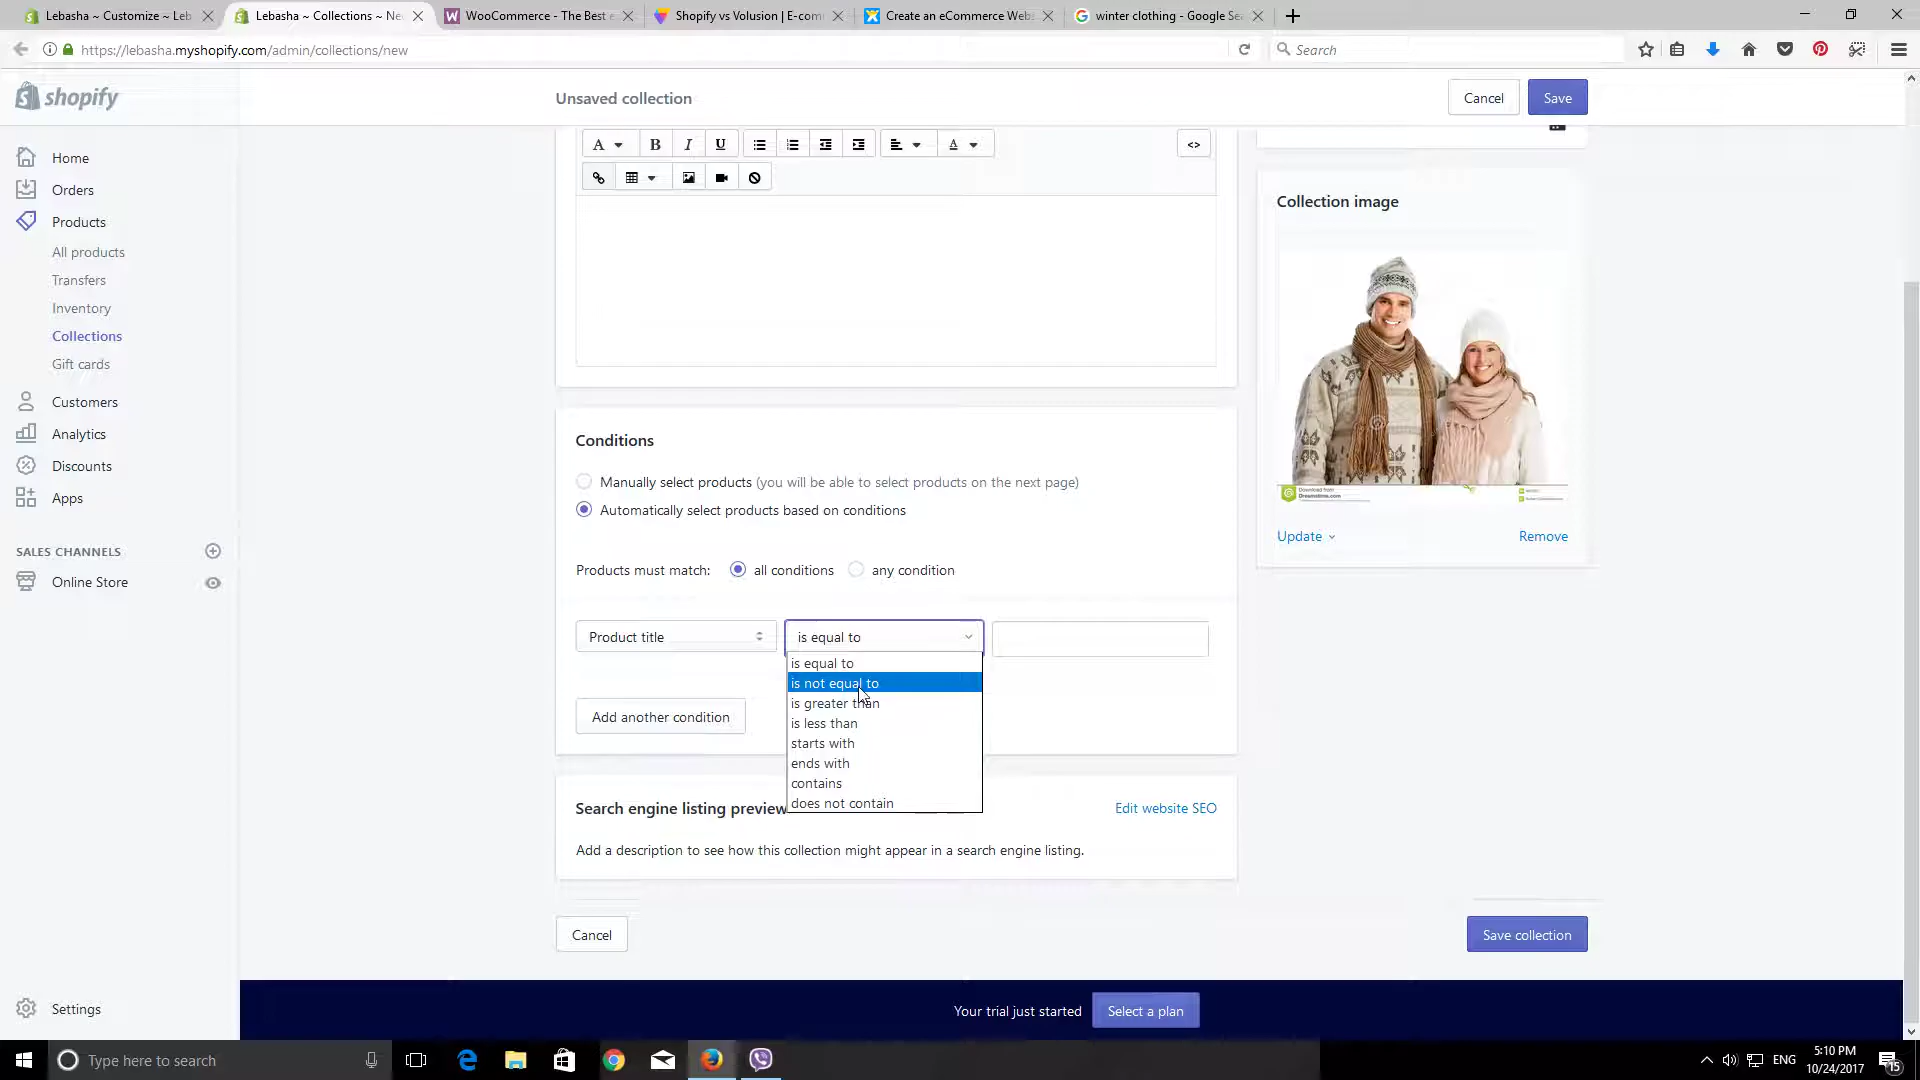 Lebasha ~ Customize ~ Leb
Lebasha ~ Collections ~ Ne
WooCommerce - The Best e
Shopify vs Volusion | E-com
Create an eCommerce Webs
winter clothing - Google Se
https://lebasha.myshopify.com/admin/collections/new
Search
shopify
Unsaved collection
Cancel
Save
Home
Orders
Products
All products
Transfers
Inventory
Collections
Gift cards
Customers
Analytics
Discounts
Apps
SALES CHANNELS
Online Store
Settings
A
B
I
U
A
<>
Collection image
Download from
Dreamstime.com
Update
Remove
Conditions
Manually select products (you will be able to select products on the next page)
Automatically select products based on conditions
Products must match:
all conditions
any condition
Product title
is equal to
is equal to
is not equal to
is greater than
is less than
starts with
ends with
contains
does not contain
Add another condition
Search engine listing preview
Edit website SEO
Add a description to see how this collection might appear in a search engine listing.
Cancel
Save collection
Your trial just started
Select a plan
Type here to search
ENG
5:10 PM
10/24/2017
15